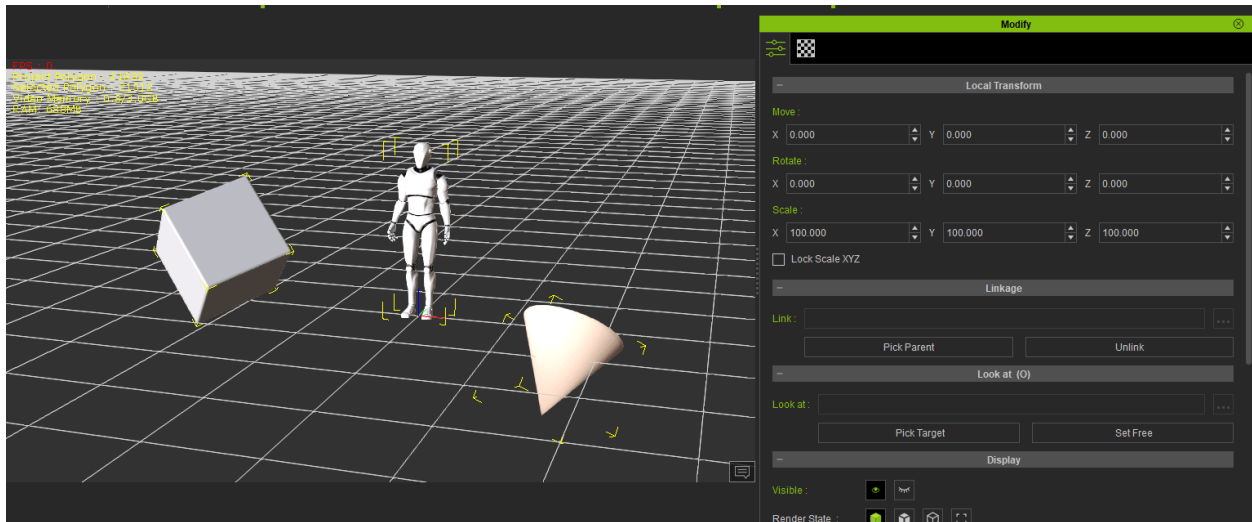 Modify
Local Transform
Move :
X 0.000 Y 0.000 Z 0.000
Rotate :
X 0.000 Y 0.000 Z 0.000
Scale :
X 100.000 Y 100.000 Z 100.000
Lock Scale XYZ
Linkage
Link :
...
Pick Parent Unlink
Look at (O)
Look at :
...
Pick Target Set Free
Display
Visible :
Render State :